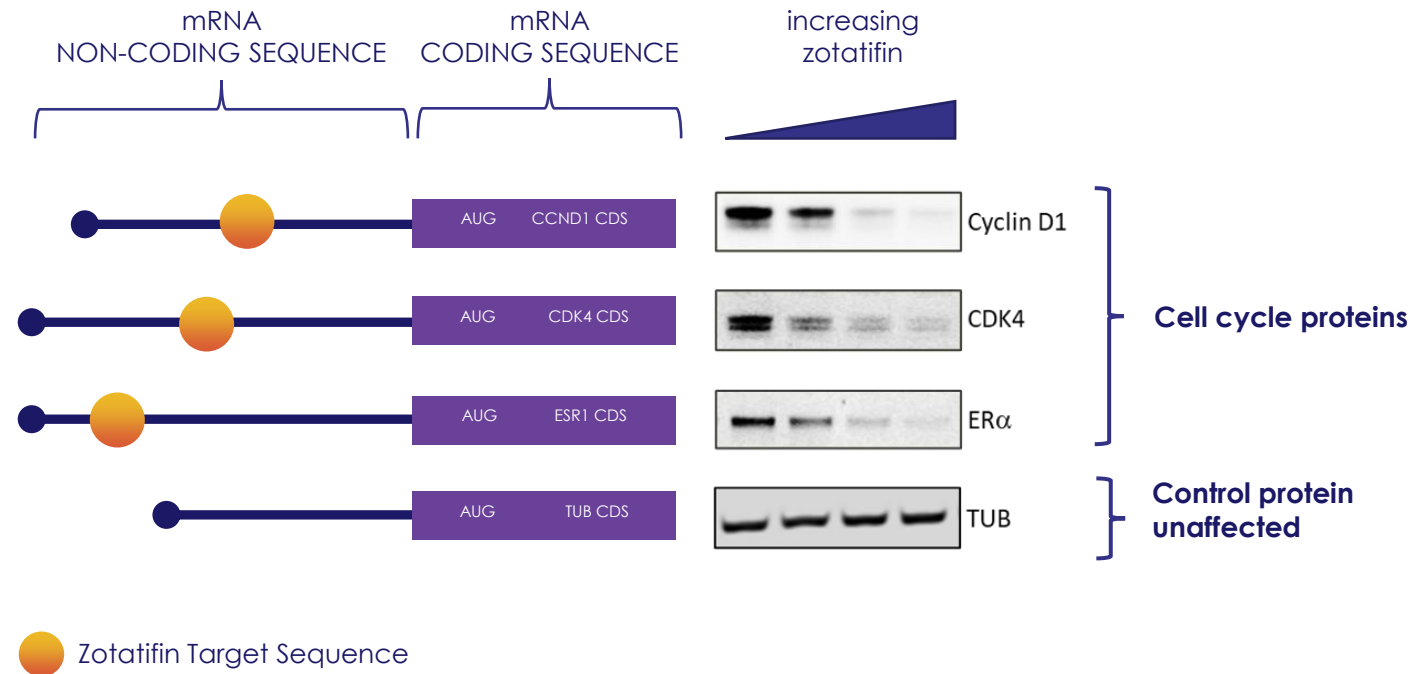 mRNA
NON-CODING SEQUENCE
mRNA
CODING SEQUENCE
increasing
zotatifin
AUG CCND1 CDS
Cyclin D1
AUG CDK4 CDS
CDK4
AUG ESR1 CDS
ERα
Cell cycle proteins
AUG TUB CDS
TUB
Control protein
unaffected
Zotatifin Target Sequence